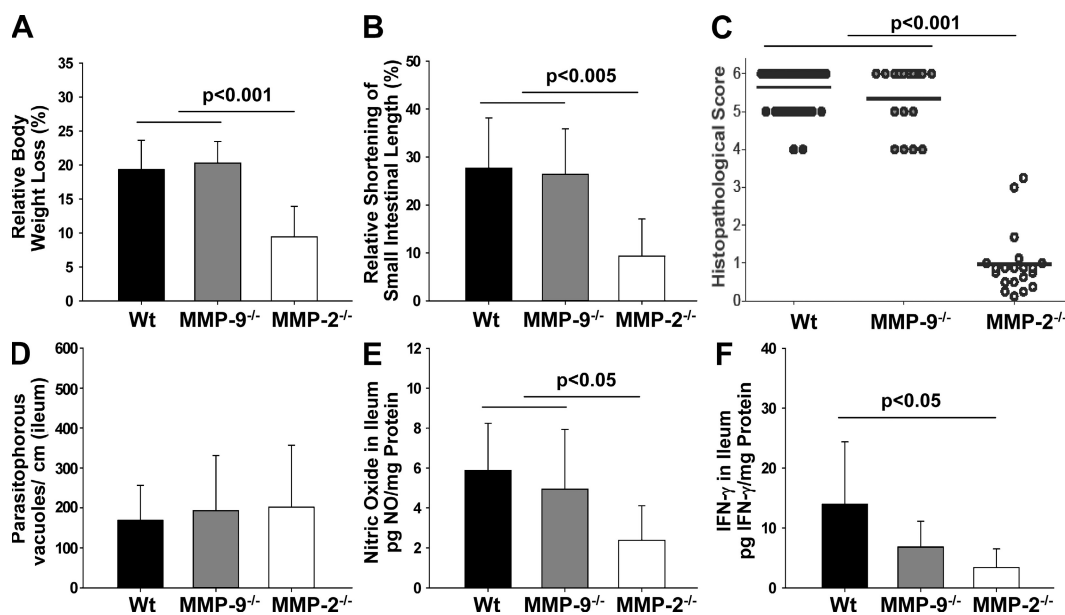 A
Relative Body
Weight Loss (%)
35
30
25
20
15
10
5
0
p<0.001
Wt MMP-9-/- MMP-2-/-
B
Relative Shortening of
Small Intestinal Length (%)
50
40
30
20
10
0
p<0.005
Wt MMP-9-/- MMP-2-/-
C
Histopathological Score
6
5
4
3
2
1
0
p<0.001
Wt MMP-9-/- MMP-2-/-
D
Parasitophorous
vacuoles/ cm (ileum)
600
500
400
300
200
100
0
Wt MMP-9-/- MMP-2-/-
E
Nitric Oxide in Ileum
pg NO/mg Protein
12
10
8
6
4
2
0
p<0.05
Wt MMP-9-/- MMP-2-/-
F
IFN-γ in Ileum
pg IFN-γ/mg Protein
40
30
20
10
0
p<0.05
Wt MMP-9-/- MMP-2-/-